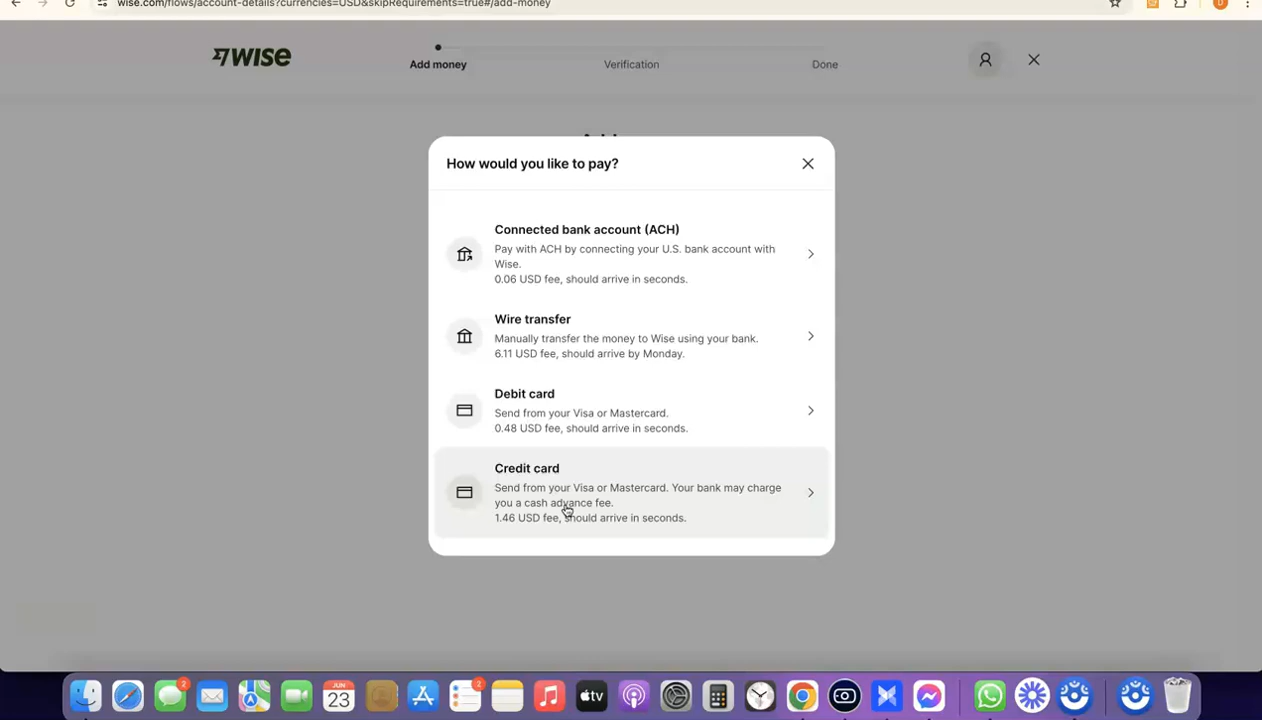 wise.com/flows/account-details?currencies=USD&skipRequirements=true#/add-money
WISE
Add money
Verification
Done
How would you like to pay?
Connected bank account (ACH)
Pay with ACH by connecting your U.S. bank account with
Wise.
0.06 USD fee, should arrive in seconds.
Wire transfer
Manually transfer the money to Wise using your bank.
6.11 USD fee, should arrive by Monday.
Debit card
Send from your Visa or Mastercard.
0.48 USD fee, should arrive in seconds.
Credit card
Send from your Visa or Mastercard. Your bank may charge
you a cash advance fee.
1.46 USD fee, should arrive in seconds.
2
JUN
23
2
tv